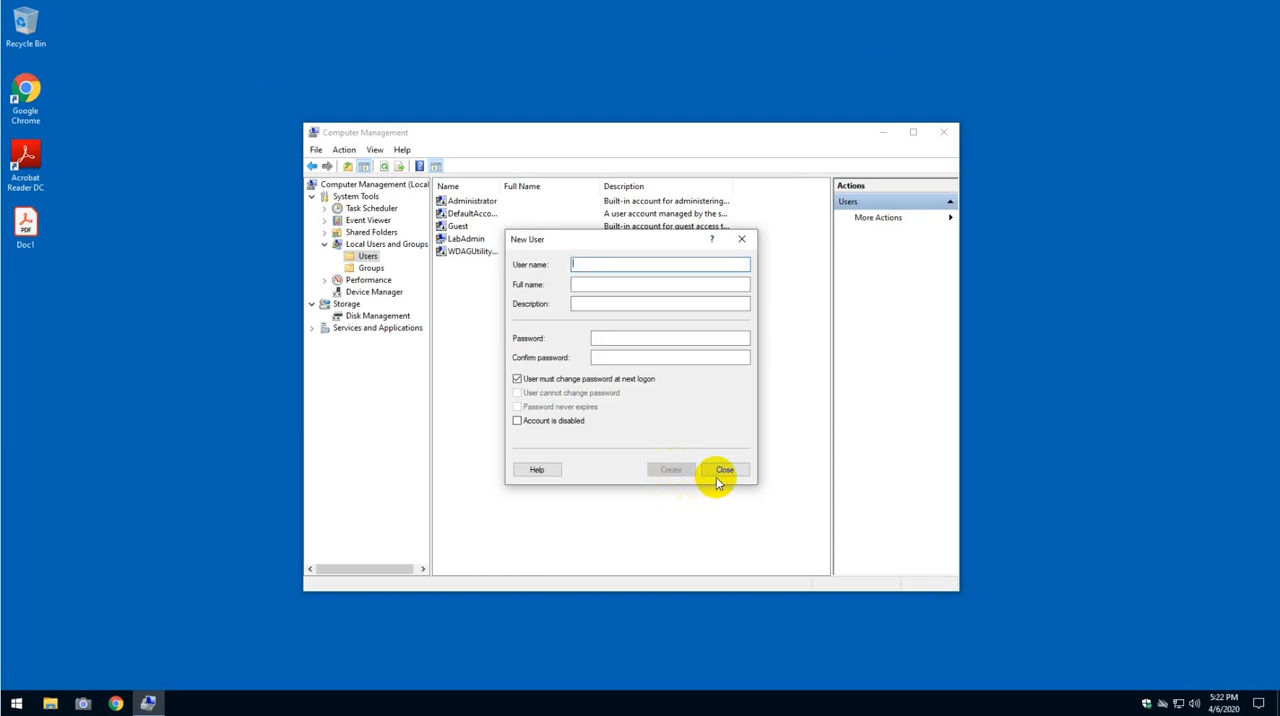 Recycle Bin
Google
Chrome
Acrobat
Reader DC
PDF
Doc1
Computer Management
File Action View Help
Computer Management (Local
System Tools
Task Scheduler
Event Viewer
Shared Folders
Local Users and Groups
Users
Groups
Performance
Device Manager
Storage
Disk Management
Services and Applications
Name Full Name Description
Administrator Built-in account for administering...
DefaultAcco... A user account managed by the s...
Guest Built-in account for guest access t...
LabAdmin
WDAGUtility...
Actions
Users
More Actions
New User
?
User name:
Full name:
Description:
Password:
Confirm password:
User must change password at next logon
User cannot change password
Password never expires
Account is disabled
Help Create Close
5:22 PM
4/6/2020